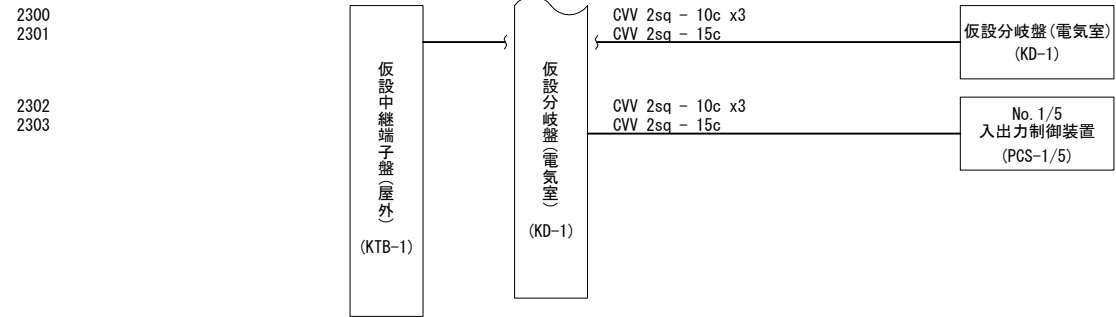 2300
2301
CVV 2sq - 10c x3
CVV 2sq - 15c
仮設分岐盤(電気室)
(KD-1)
2302
2303
CVV 2sq - 10c x3
CVV 2sq - 15c
No.1/5
入出力制御装置
(PCS-1/5)
仮設中継端子盤(屋外)
(KTB-1)
仮設分岐盤(電気室)
(KD-1)